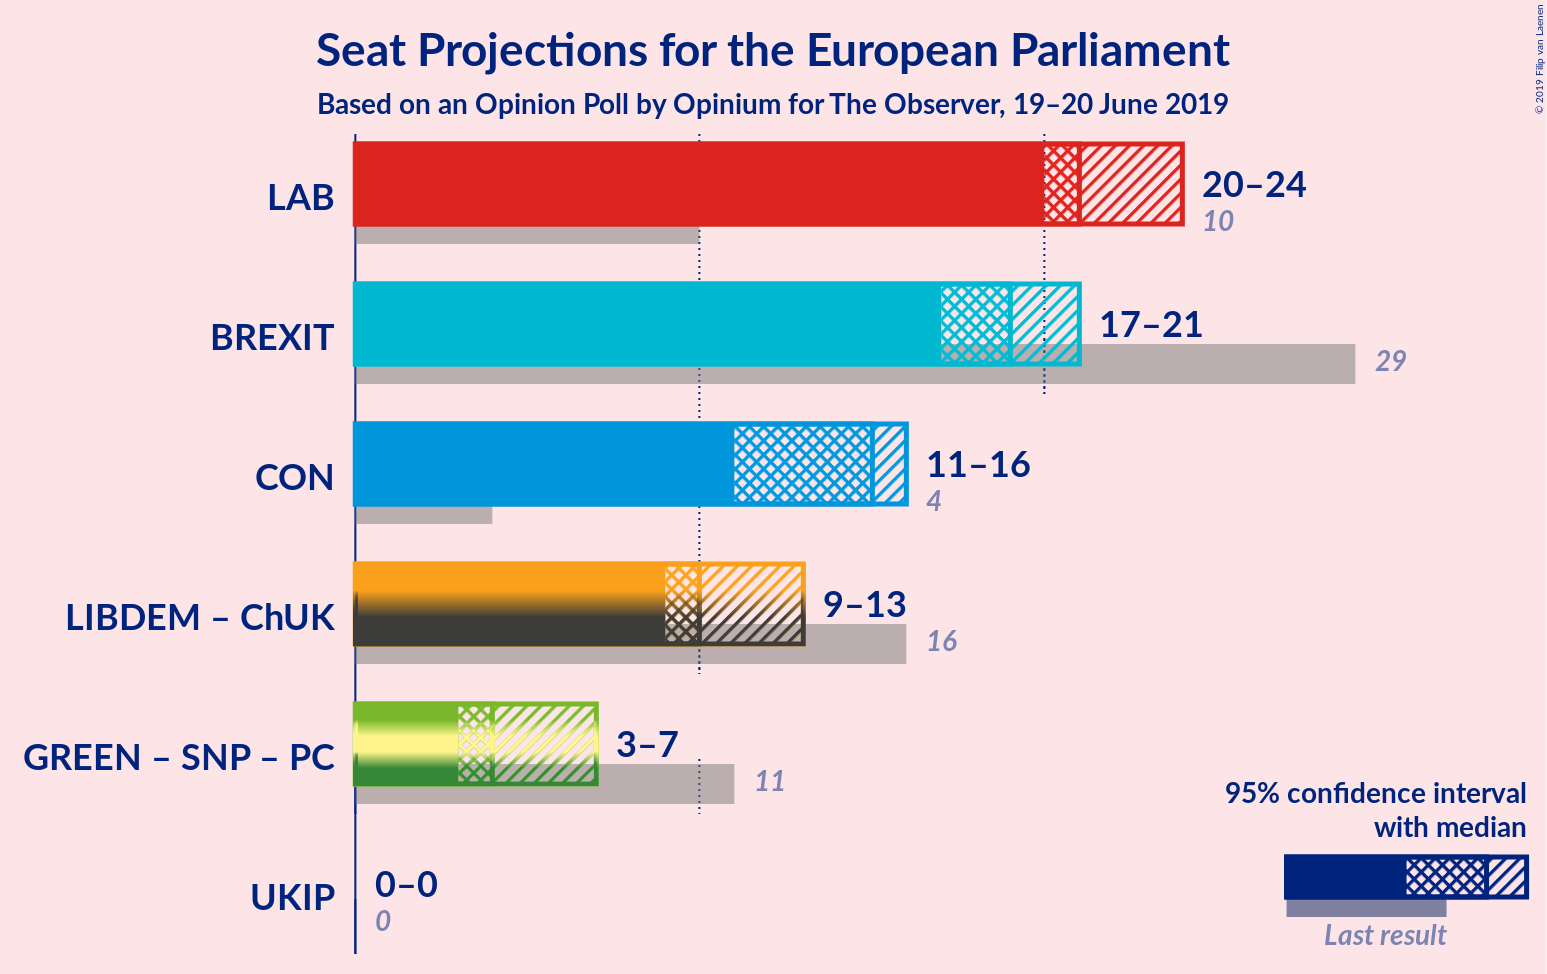 Seat Projections for the European Parliament
Based on an Opinion Poll by Opinium for The Observer, 19–20 June 2019
© 2019 Filip van Laenen
LAB
20–24
10
BREXIT
17–21
29
CON
11–16
4
LIBDEM – ChUK
9–13
16
GREEN – SNP – PC
3–7
11
UKIP
0–0
0
95% confidence interval
with median
Last result